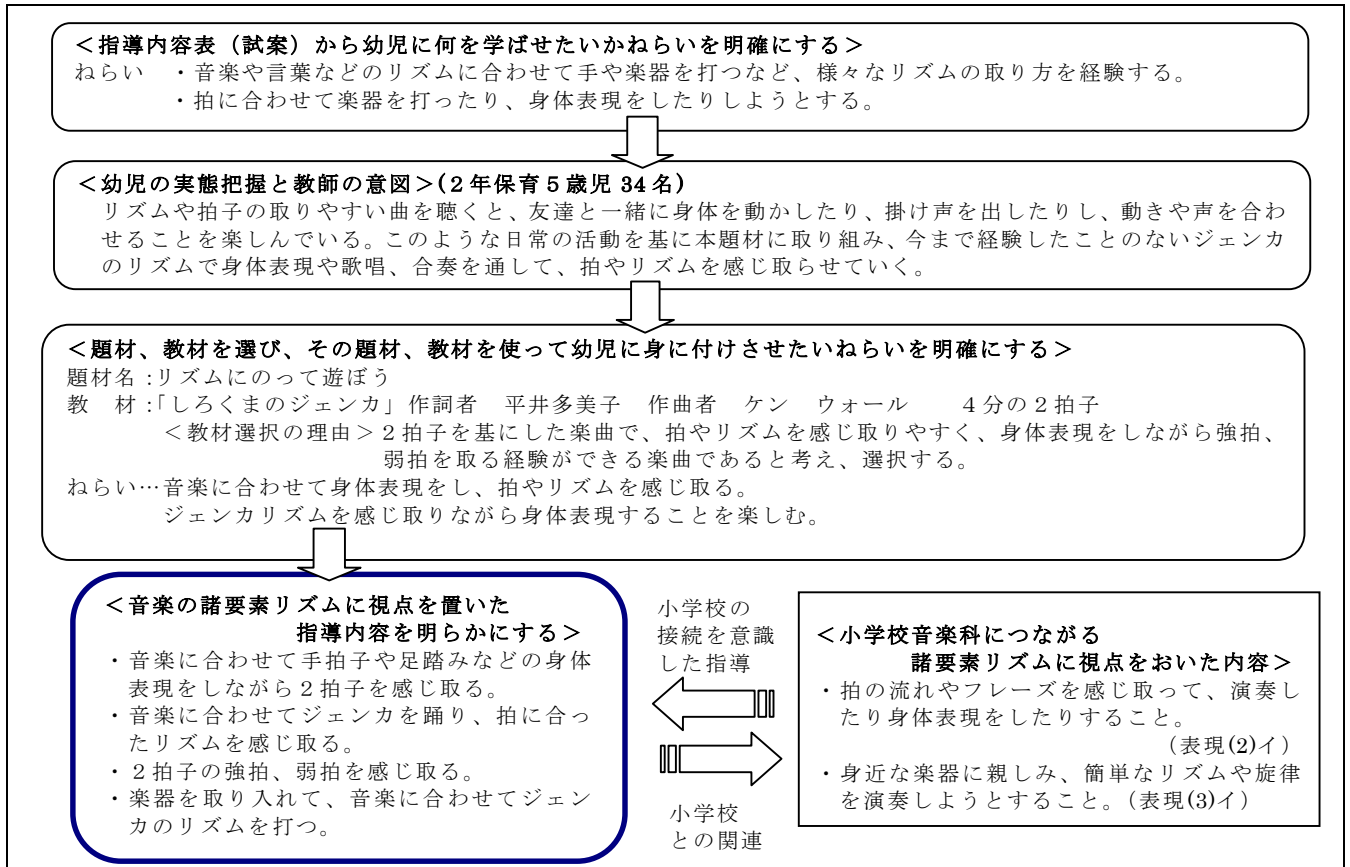 ＜指導内容表（試案）から幼児に何を学ばせたいかねらいを明確にする＞
ねらい　・音楽や言葉などのリズムに合わせて手や楽器を打つなど、様々なリズムの取り方を経験する。
・拍に合わせて楽器を打ったり、身体表現をしたりしようとする。
＜幼児の実態把握と教師の意図＞(２年保育５歳児 34 名)
リズムや拍子の取りやすい曲を聴くと、友達と一緒に身体を動かしたり、掛け声を出したりし、動きや声を合わ
せることを楽しんでいる。このような日常の活動を基に本題材に取り組み、今まで経験したことのないジェンカ
のリズムで身体表現や歌唱、合奏を通して、拍やリズムを感じ取らせていく。
＜題材、教材を選び、その題材、教材を使って幼児に身に付けさせたいねらいを明確にする＞
題材名：リズムにのって遊ぼう
教　材：「しろくまのジェンカ」作詞者　平井多美子　作曲者　ケン　ウォール　　４分の２拍子
＜教材選択の理由＞２拍子を基にした楽曲で、拍やリズムを感じ取りやすく、身体表現をしながら強拍、
弱拍を取る経験ができる楽曲であると考え、選択する。
ねらい…音楽に合わせて身体表現をし、拍やリズムを感じ取る。
ジェンカリズムを感じ取りながら身体表現することを楽しむ。
＜音楽の諸要素リズムに視点を置いた
指導内容を明らかにする＞
・音楽に合わせて手拍子や足踏みなどの身体
表現をしながら２拍子を感じ取る。
・音楽に合わせてジェンカを踊り、拍に合っ
たリズムを感じ取る。
・２拍子の強拍、弱拍を感じ取る。
・楽器を取り入れて、音楽に合わせてジェン
カのリズムを打つ。
小学校の
接続を意識
した指導
小学校
との関連
＜小学校音楽科につながる
諸要素リズムに視点をおいた内容＞
・拍の流れやフレーズを感じ取って、演奏し
たり身体表現をしたりすること。
（表現(2)イ）
・身近な楽器に親しみ、簡単なリズムや旋律
を演奏しようとすること。（表現(3)イ）